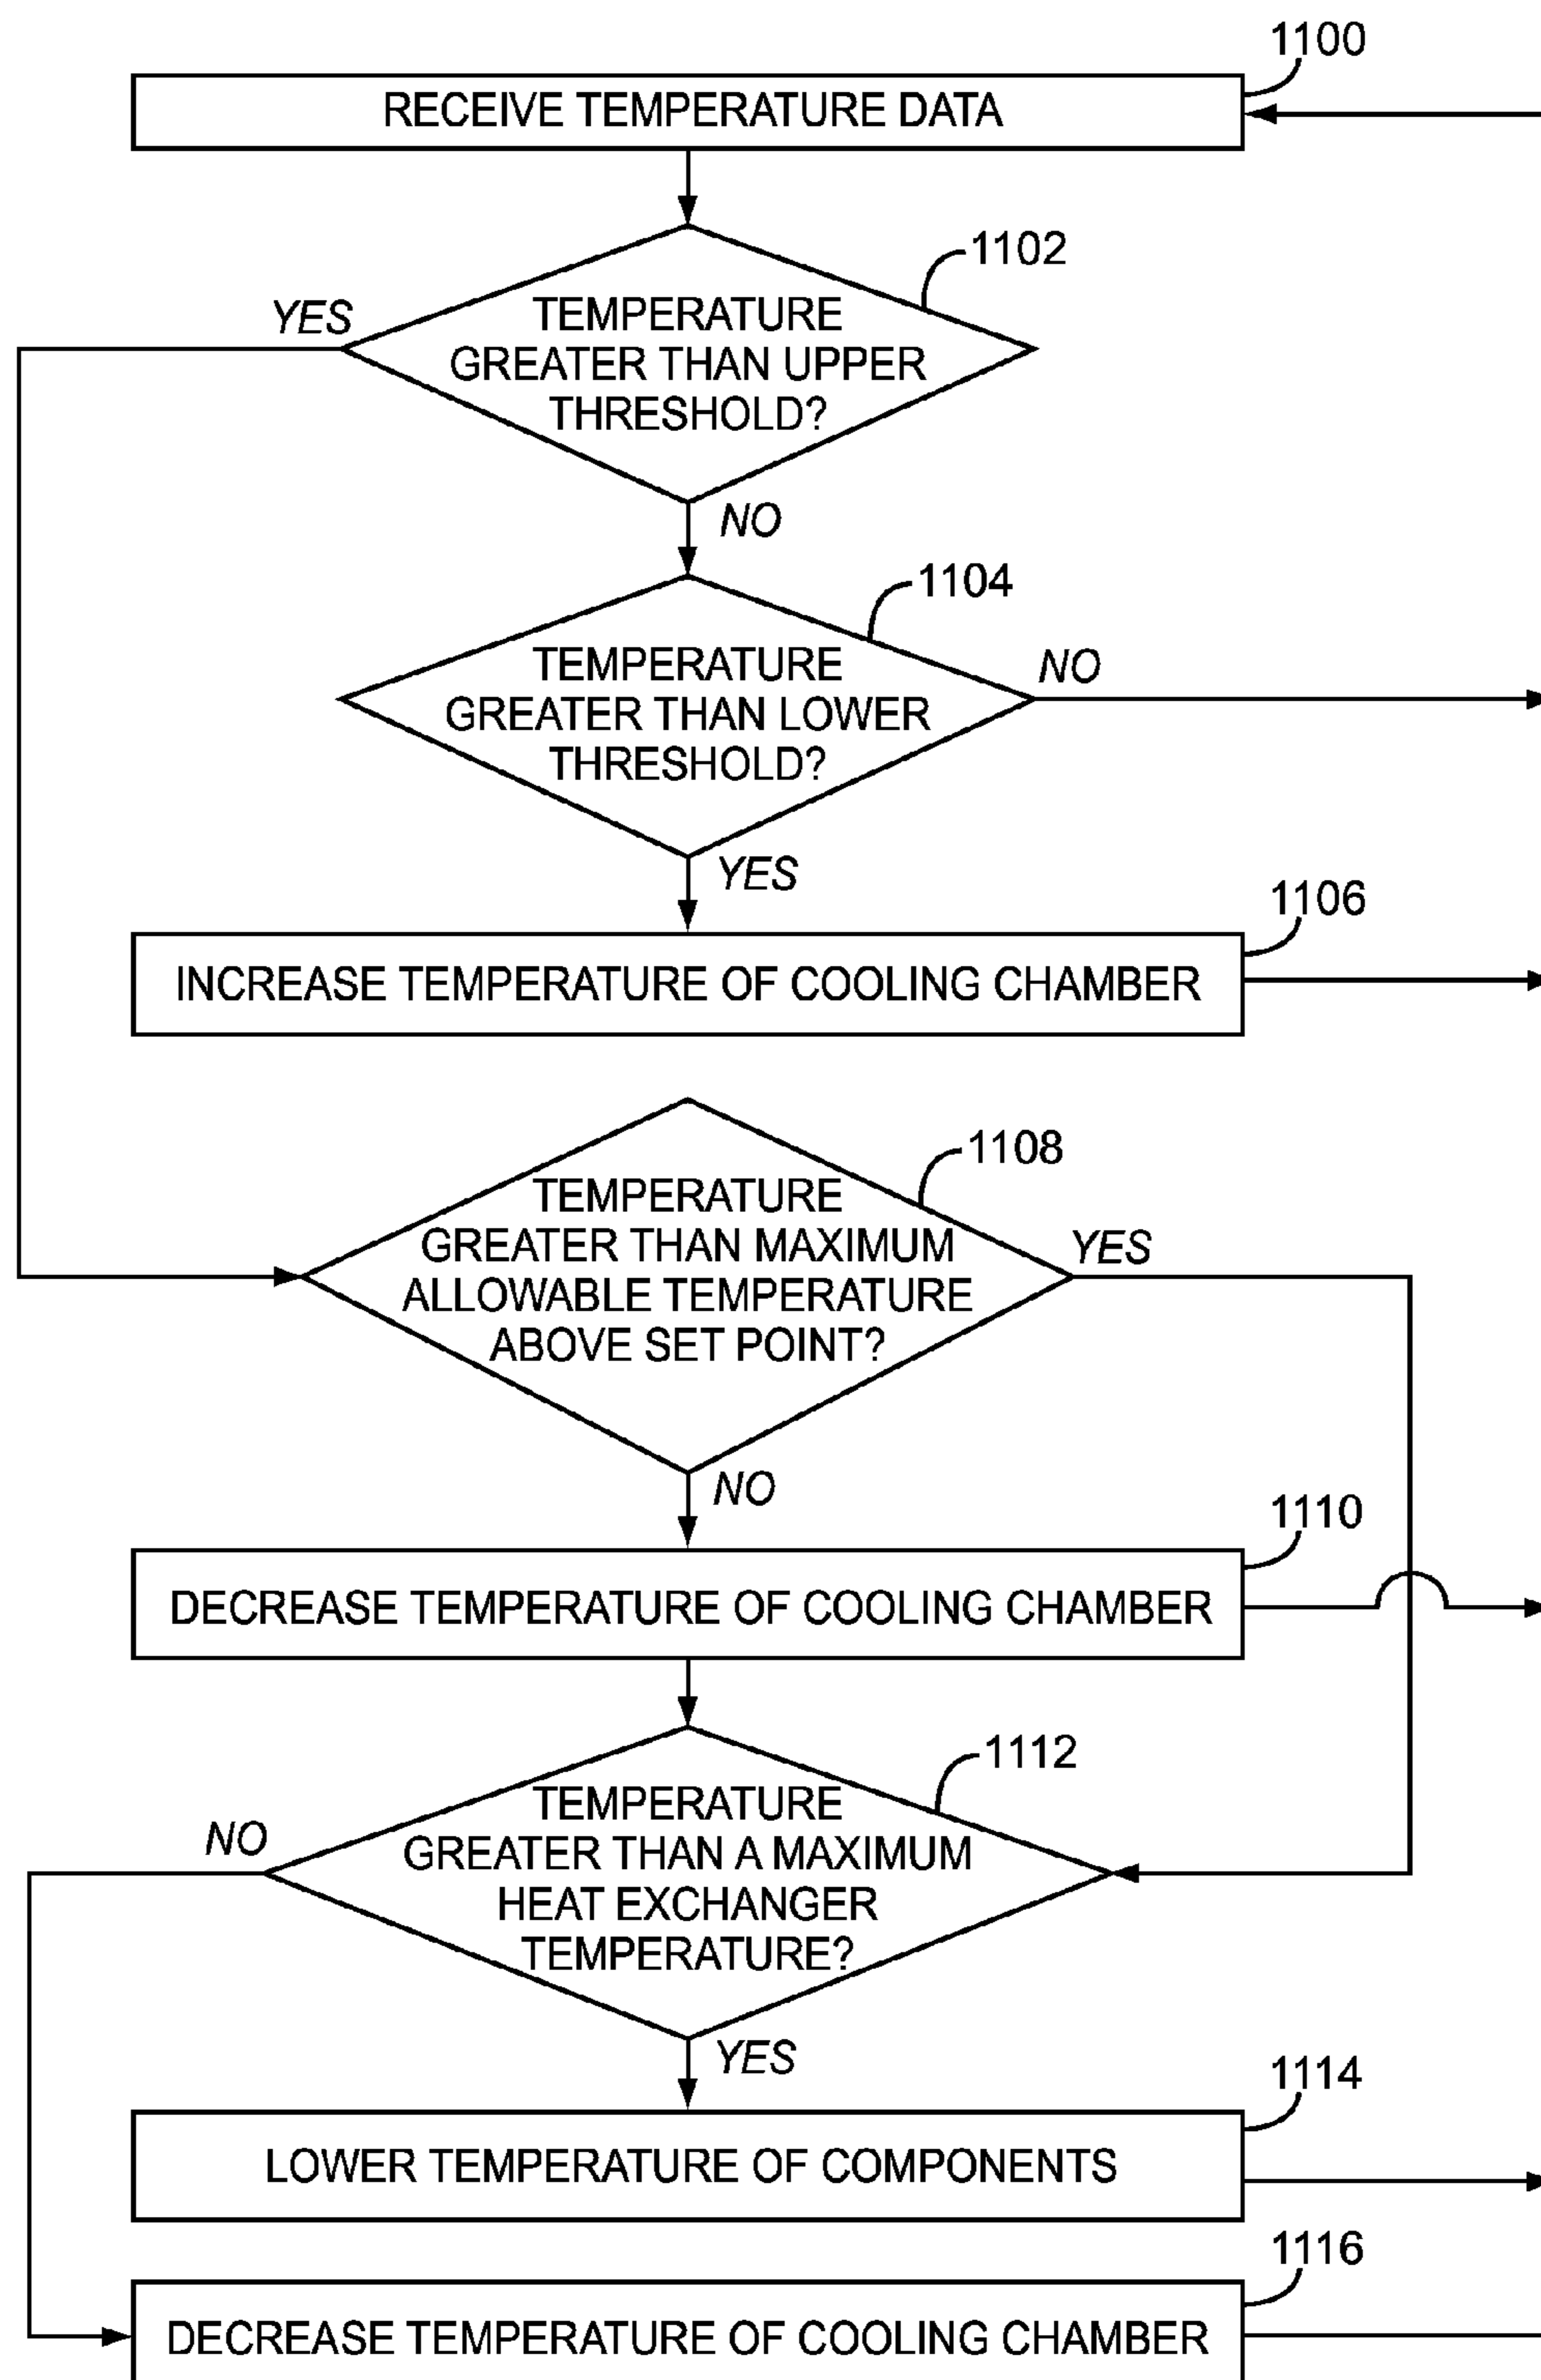 1100
RECEIVE TEMPERATURE DATA
1102
YES
TEMPERATURE
GREATER THAN UPPER
THRESHOLD?
NO
1104
TEMPERATURE
GREATER THAN LOWER
THRESHOLD?
NO
YES
1106
INCREASE TEMPERATURE OF COOLING CHAMBER
1108
TEMPERATURE
GREATER THAN MAXIMUM
ALLOWABLE TEMPERATURE
ABOVE SET POINT?
YES
NO
1110
DECREASE TEMPERATURE OF COOLING CHAMBER
1112
TEMPERATURE
GREATER THAN A MAXIMUM
HEAT EXCHANGER
TEMPERATURE?
NO
YES
1114
LOWER TEMPERATURE OF COMPONENTS
1116
DECREASE TEMPERATURE OF COOLING CHAMBER